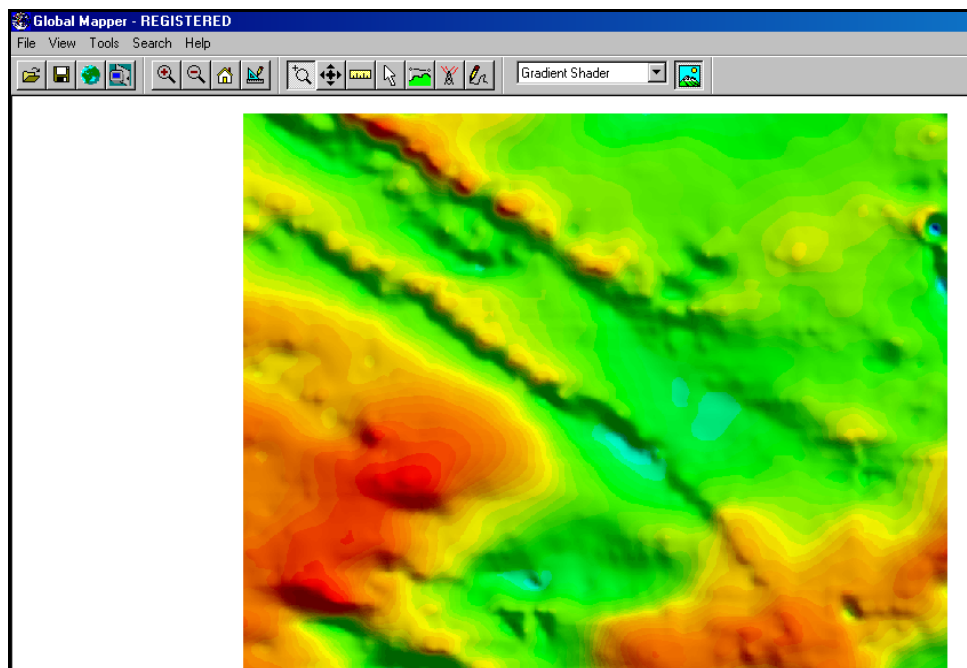 Global Mapper - REGISTERED
File View Tools Search Help
Gradient Shader